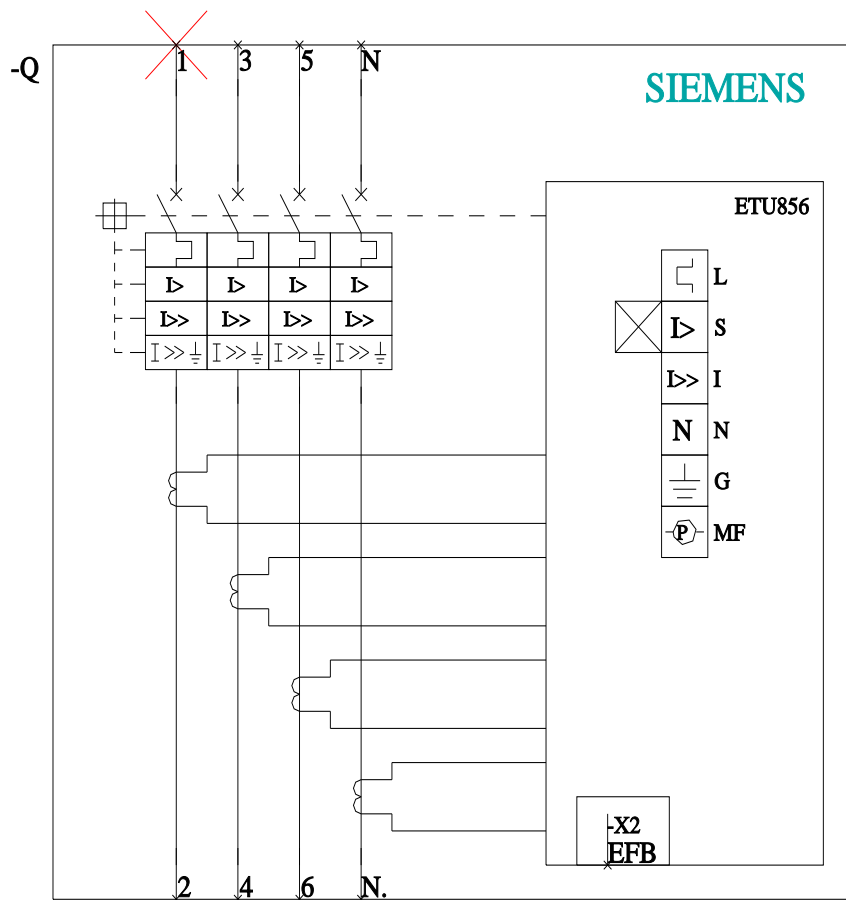 1 3 5 N
-Q
SIEMENS
ETU856
L
I> I> I> I>
I>> I>> I>> I>>
I>> I>> I>> I>>
I> S
I>> I
N N
G
P MF
-X2
EFB
2 4 6 N.